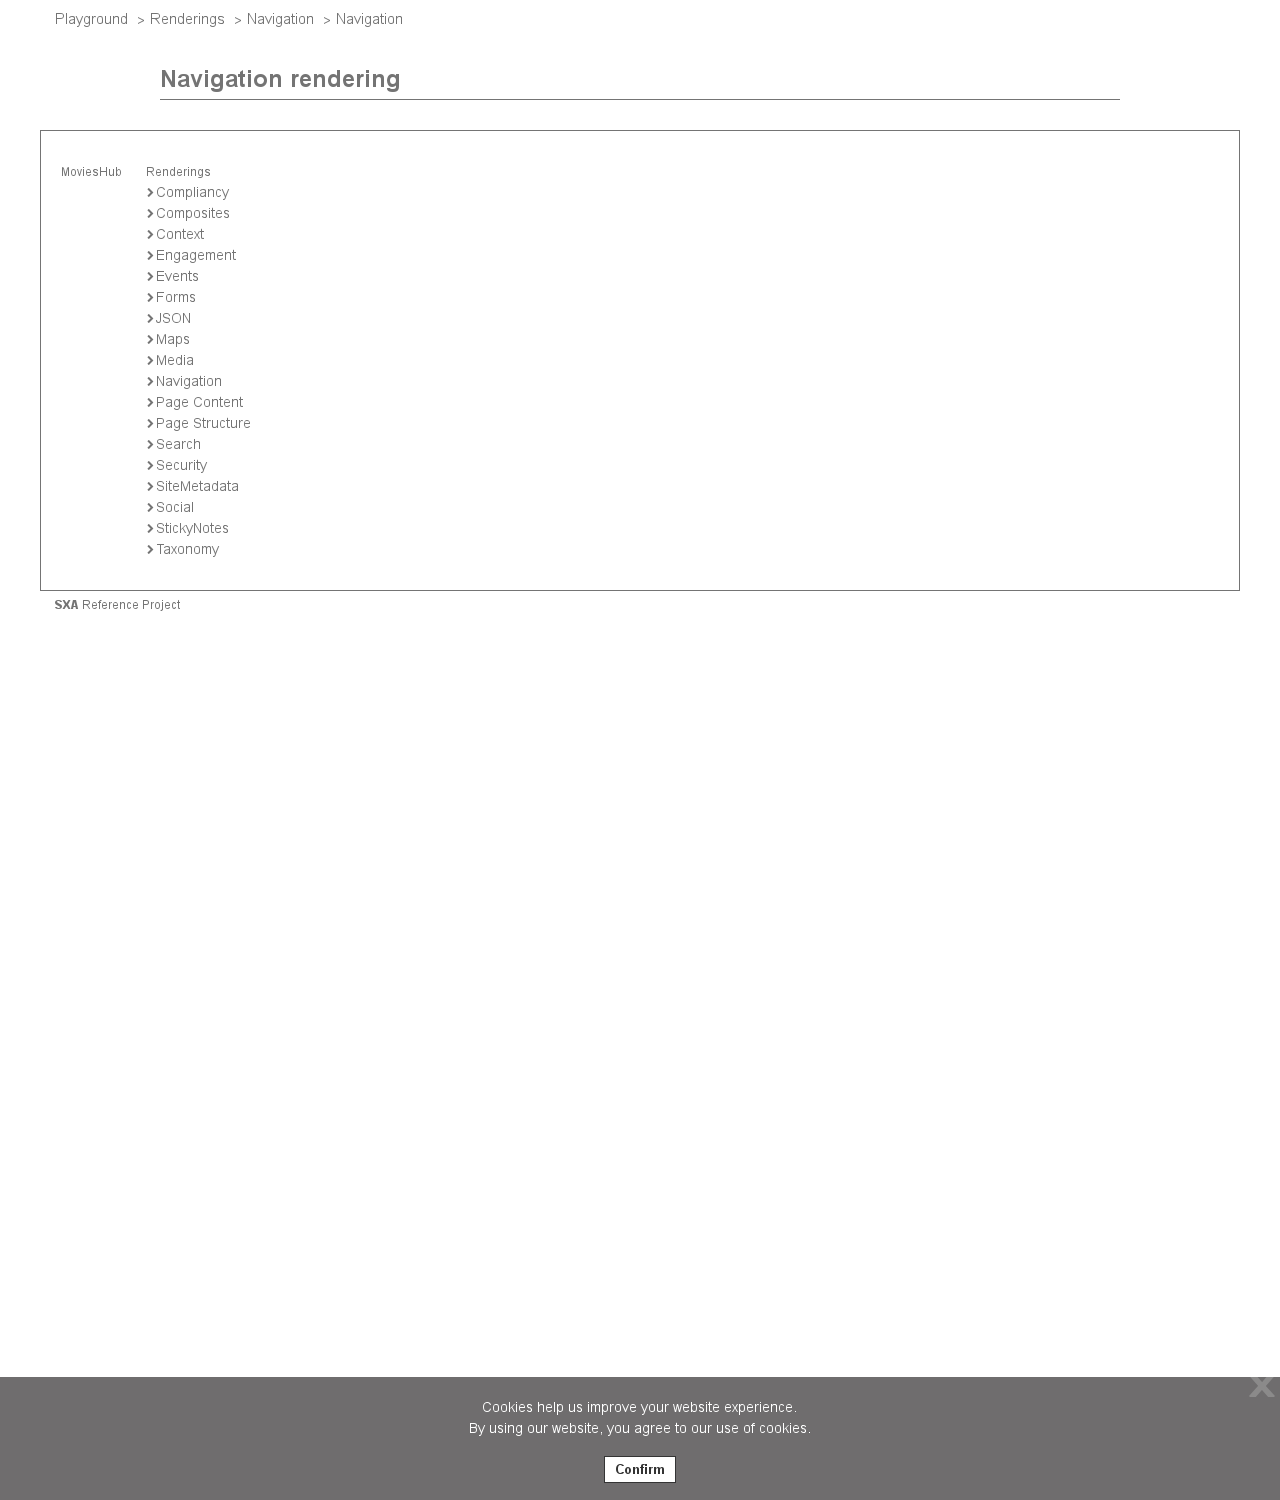 Playground > Renderings > Navigation > Navigation
Navigation rendering
MoviesHub Renderings
Compliancy
Composites
Context
Engagement
Events
Forms
JSON
Maps
Media
Navigation
Page Content
Page Structure
Search
Security
SiteMetadata
Social
StickyNotes
Taxonomy
SXA Reference Project
Cookies help us improve your website experience.
By using our website, you agree to our use of cookies.
Confirm